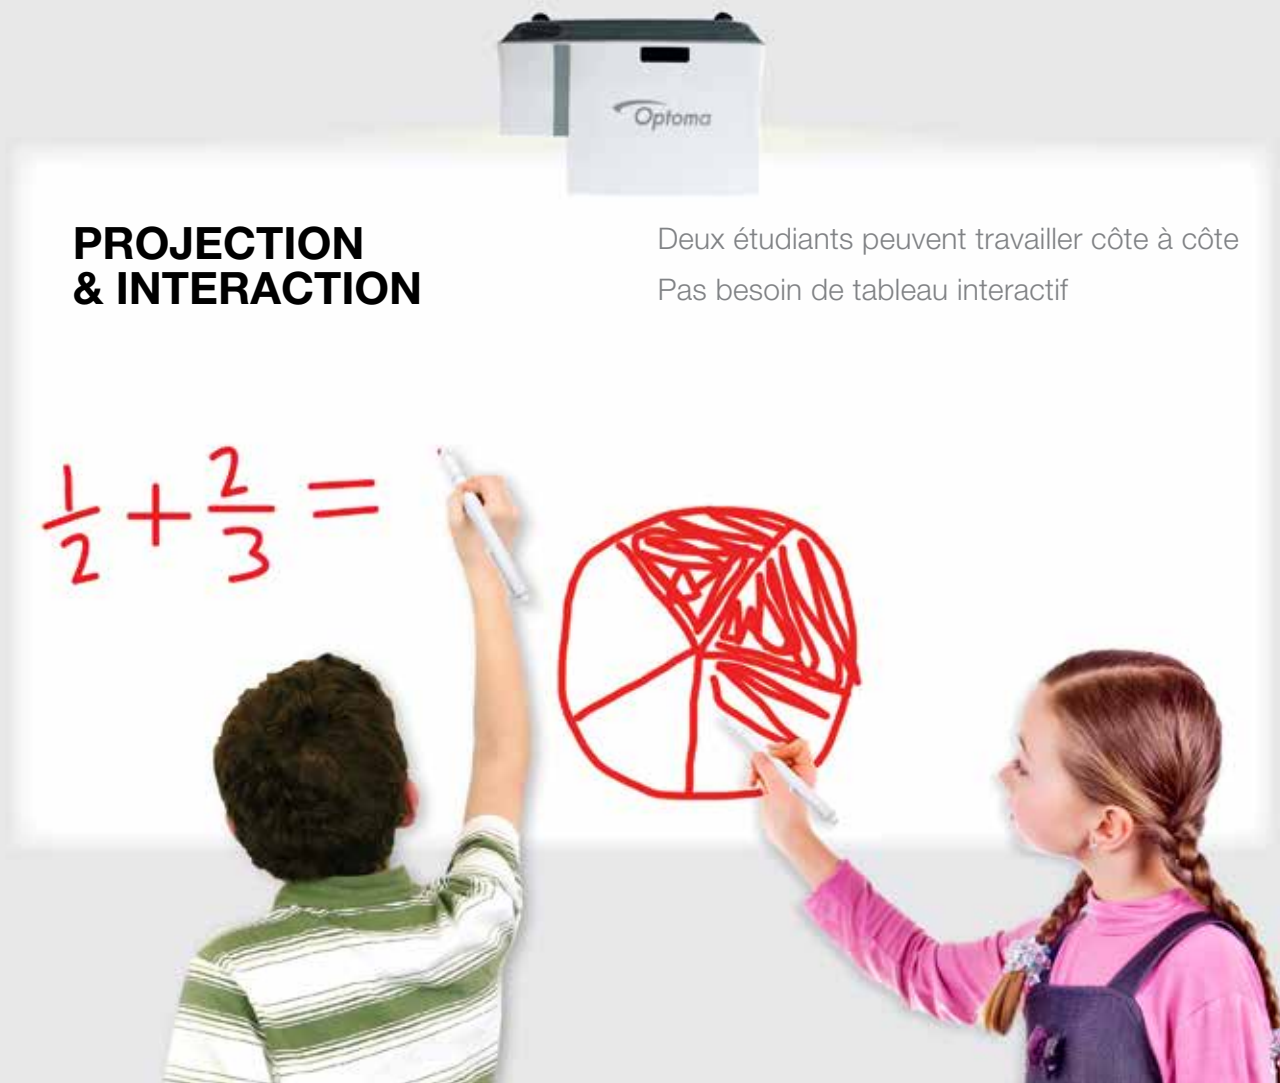 Optoma
PROJECTION
& INTERACTION
Deux étudiants peuvent travailler côte à côte
Pas besoin de tableau interactif
1/2 + 2/3 =